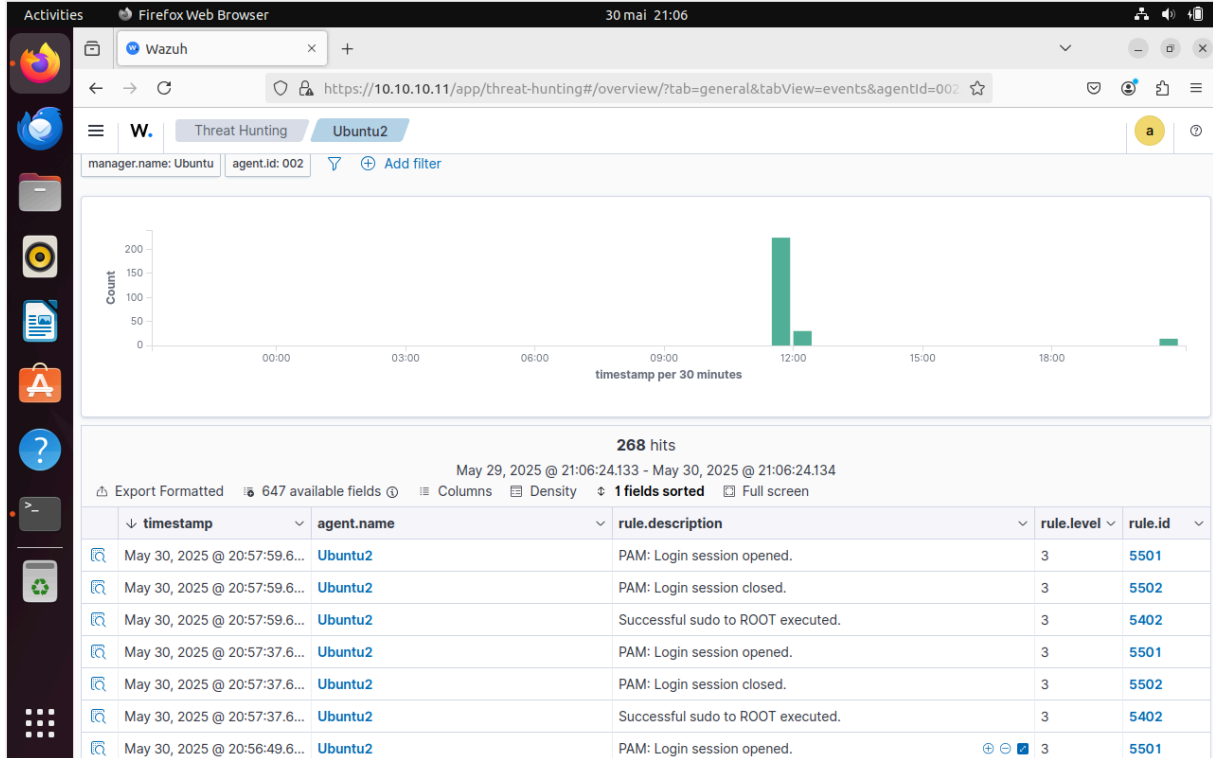 Activities Firefox Web Browser 30 mai 21:06
Wazuh
https://10.10.10.11/app/threat-hunting#/overview/?tab=general&tabView=events&agentId=002
W. Threat Hunting Ubuntu2 a
manager.name: Ubuntu agent.id: 002 Add filter
200
150
100
50
0
Count
00:00 03:00 06:00 09:00 12:00 15:00 18:00
timestamp per 30 minutes
268 hits
May 29, 2025 @ 21:06:24.133 - May 30, 2025 @ 21:06:24.134
Export Formatted 647 available fields Columns Density 1 fields sorted Full screen
timestamp agent.name rule.description rule.level rule.id
May 30, 2025 @ 20:57:59.6... Ubuntu2 PAM: Login session opened. 3 5501
May 30, 2025 @ 20:57:59.6... Ubuntu2 PAM: Login session closed. 3 5502
May 30, 2025 @ 20:57:59.6... Ubuntu2 Successful sudo to ROOT executed. 3 5402
May 30, 2025 @ 20:57:37.6... Ubuntu2 PAM: Login session opened. 3 5501
May 30, 2025 @ 20:57:37.6... Ubuntu2 PAM: Login session closed. 3 5502
May 30, 2025 @ 20:57:37.6... Ubuntu2 Successful sudo to ROOT executed. 3 5402
May 30, 2025 @ 20:56:49.6... Ubuntu2 PAM: Login session opened. 3 5501